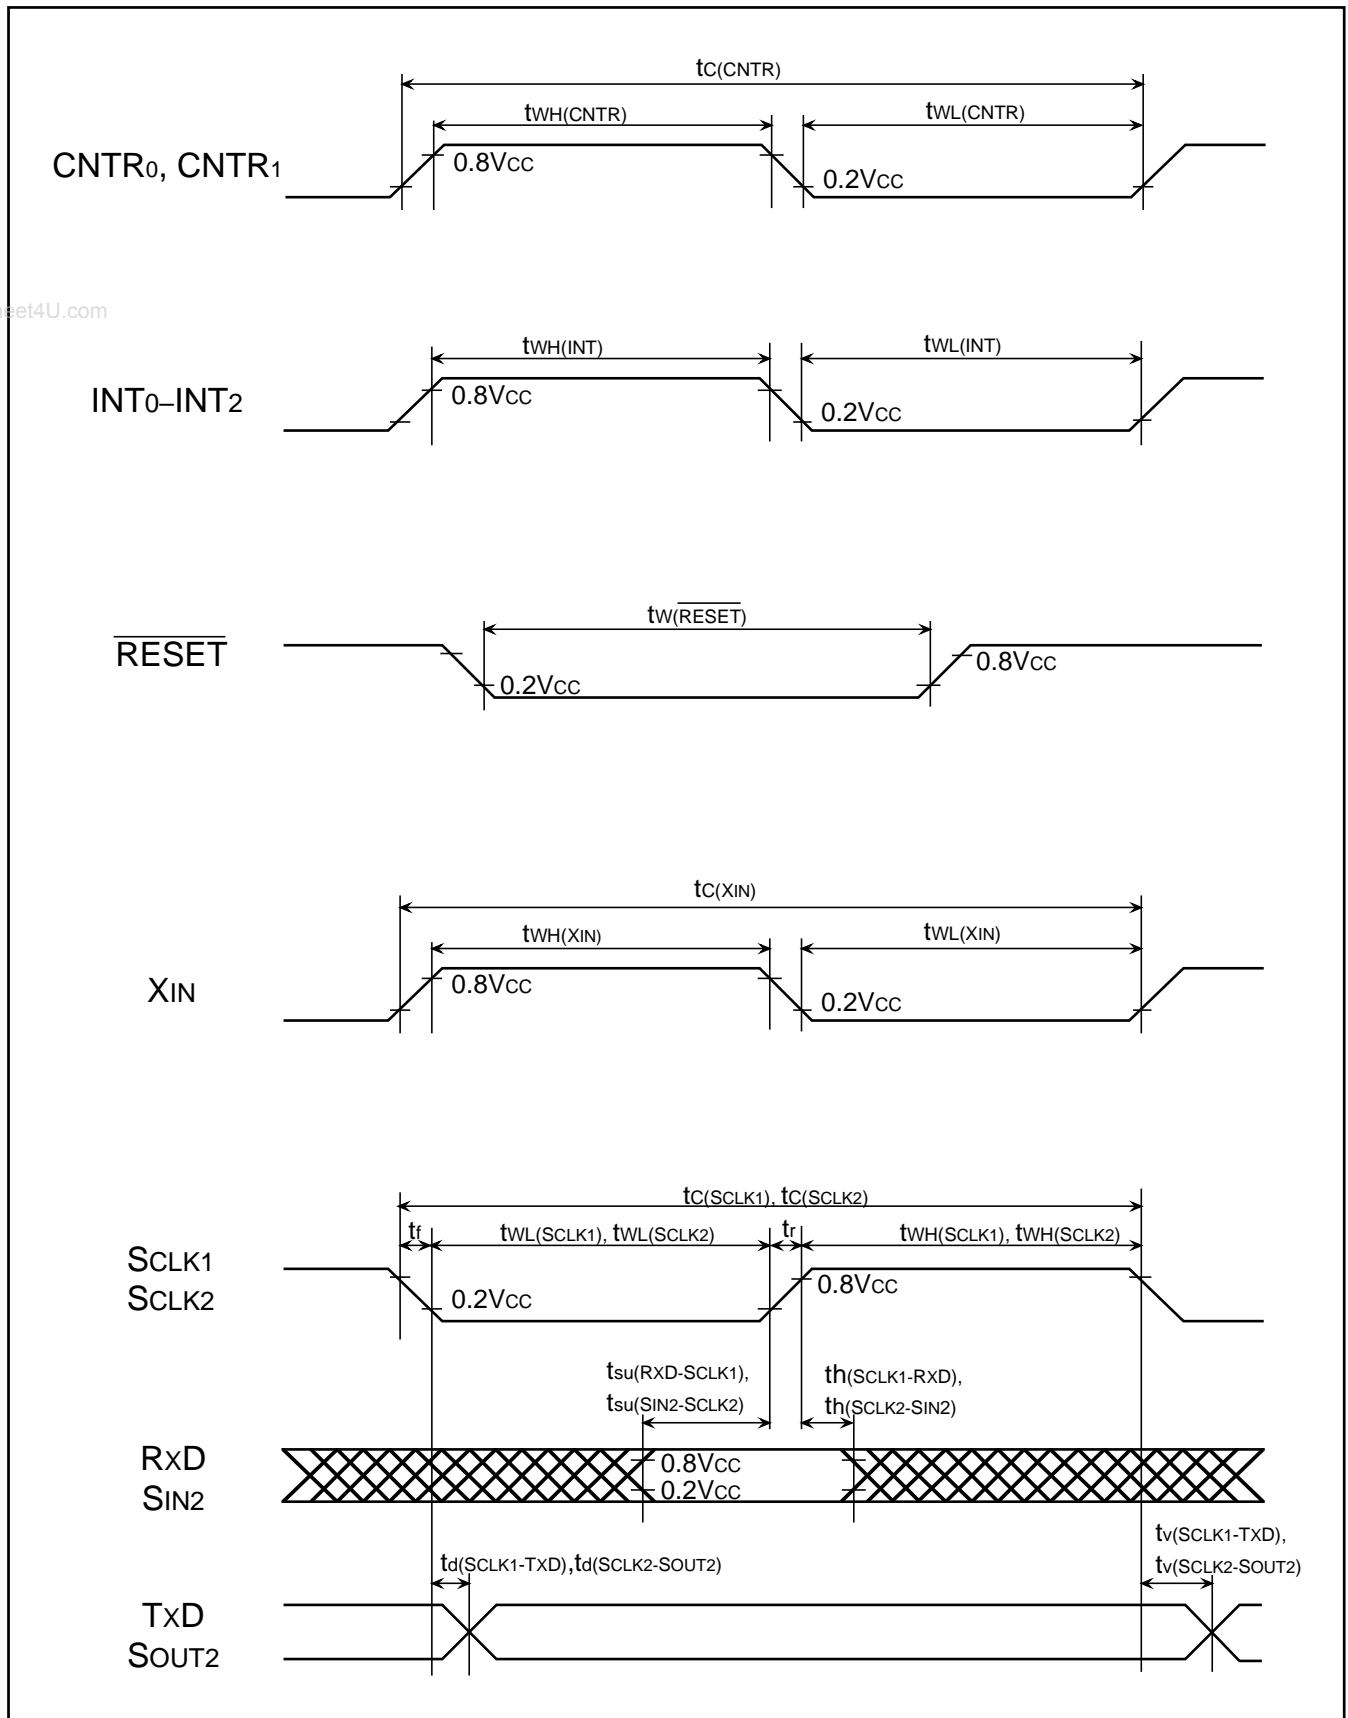 tC(CNTR)
tWH(CNTR)
tWL(CNTR)
CNTR0, CNTR1
0.8VCC
0.2VCC
eet4U.com
tWH(INT)
tWL(INT)
INT0–INT2
0.8VCC
0.2VCC
tW(RESET)
RESET
0.8VCC
0.2VCC
tC(XIN)
tWH(XIN)
tWL(XIN)
XIN
0.8VCC
0.2VCC
tC(SCLK1), tC(SCLK2)
tf
tWL(SCLK1), tWL(SCLK2)
tr
tWH(SCLK1), tWH(SCLK2)
SCLK1
SCLK2
0.2VCC
0.8VCC
tsu(RXD-SCLK1),
tsu(SIN2-SCLK2)
th(SCLK1-RXD),
th(SCLK2-SIN2)
RXD
SIN2
0.8VCC
0.2VCC
td(SCLK1-TXD),td(SCLK2-SOUT2)
tv(SCLK1-TXD),
tv(SCLK2-SOUT2)
TXD
SOUT2